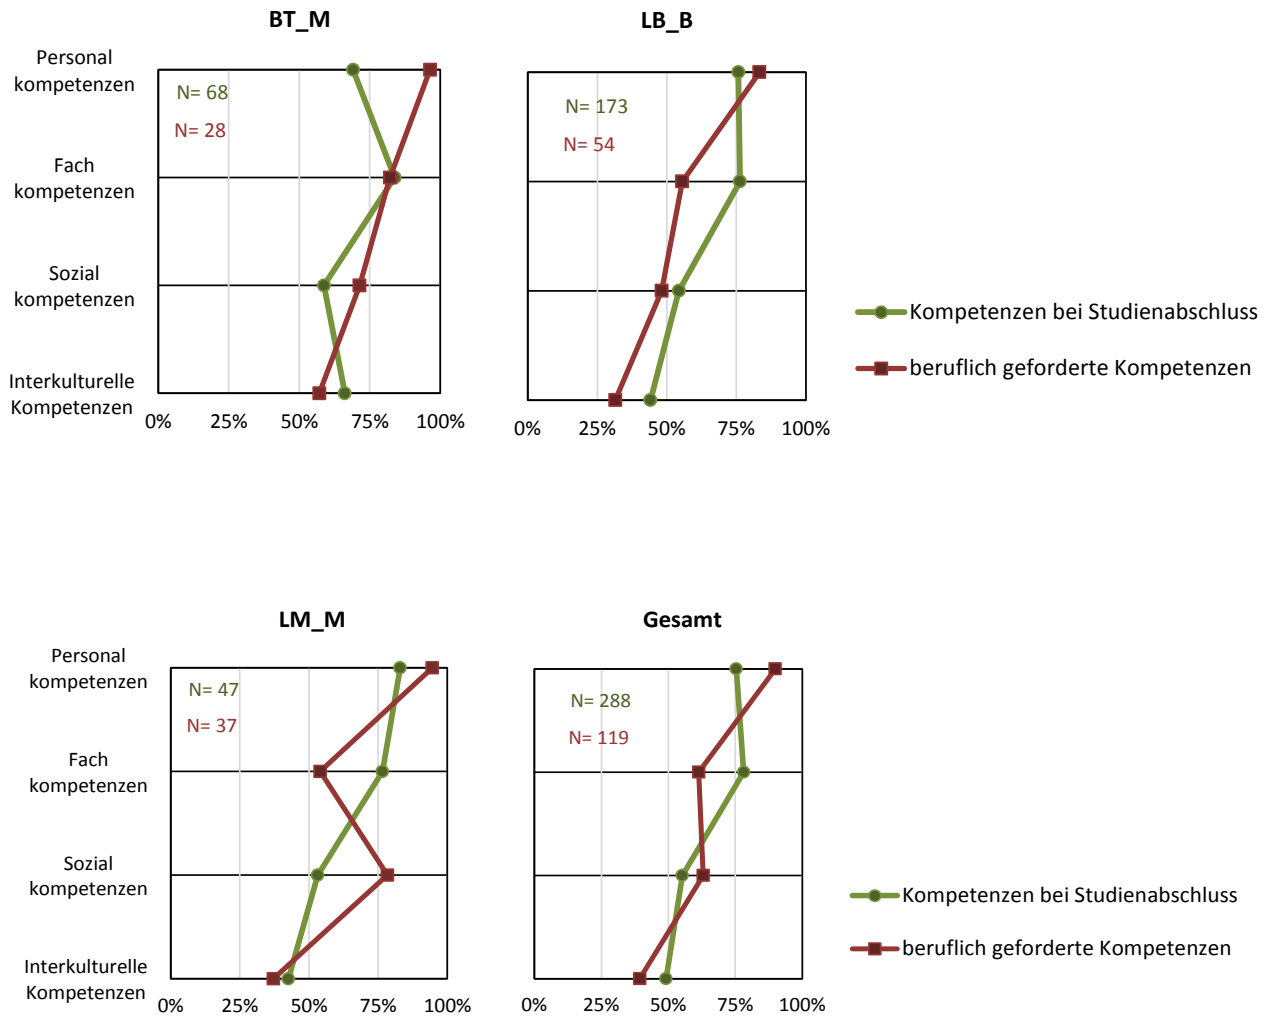 BT_M
LB_B
Personal
kompetenzen
Fach
kompetenzen
Sozial
kompetenzen
Interkulturelle
Kompetenzen
N= 68
N= 28
0%
25%
50%
75%
100%
N= 173
N= 54
0%
25%
50%
75%
100%
Kompetenzen bei Studienabschluss
beruflich geforderte Kompetenzen
LM_M
Gesamt
Personal
kompetenzen
Fach
kompetenzen
Sozial
kompetenzen
Interkulturelle
Kompetenzen
N= 47
N= 37
0%
25%
50%
75%
100%
N= 288
N= 119
0%
25%
50%
75%
100%
Kompetenzen bei Studienabschluss
beruflich geforderte Kompetenzen